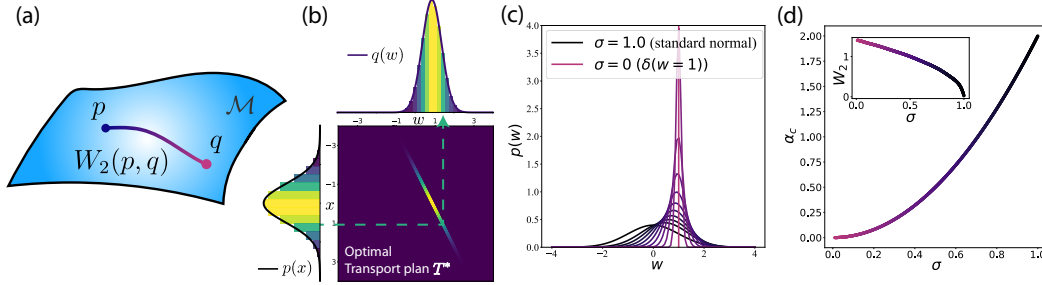 (a)
p
q
ℳ
W₂(p, q)
(b)
q(w)
-3
-1
w
1
3
-3
-1
x
1
3
p(x)
Optimal
Transport plan T*
(c)
p(w)
4.0
3.5
3.0
2.5
2.0
1.5
1.0
0.5
0.0
σ = 1.0 (standard normal)
σ = 0 (δ(w = 1))
-4 -2 0 2 4
w
(d)
α_c
2.00
1.75
1.50
1.25
1.00
0.75
0.50
0.25
0.00
W₂
1
0
0.0 0.5 1.0
σ
0.0 0.2 0.4 0.6 0.8 1.0
σ